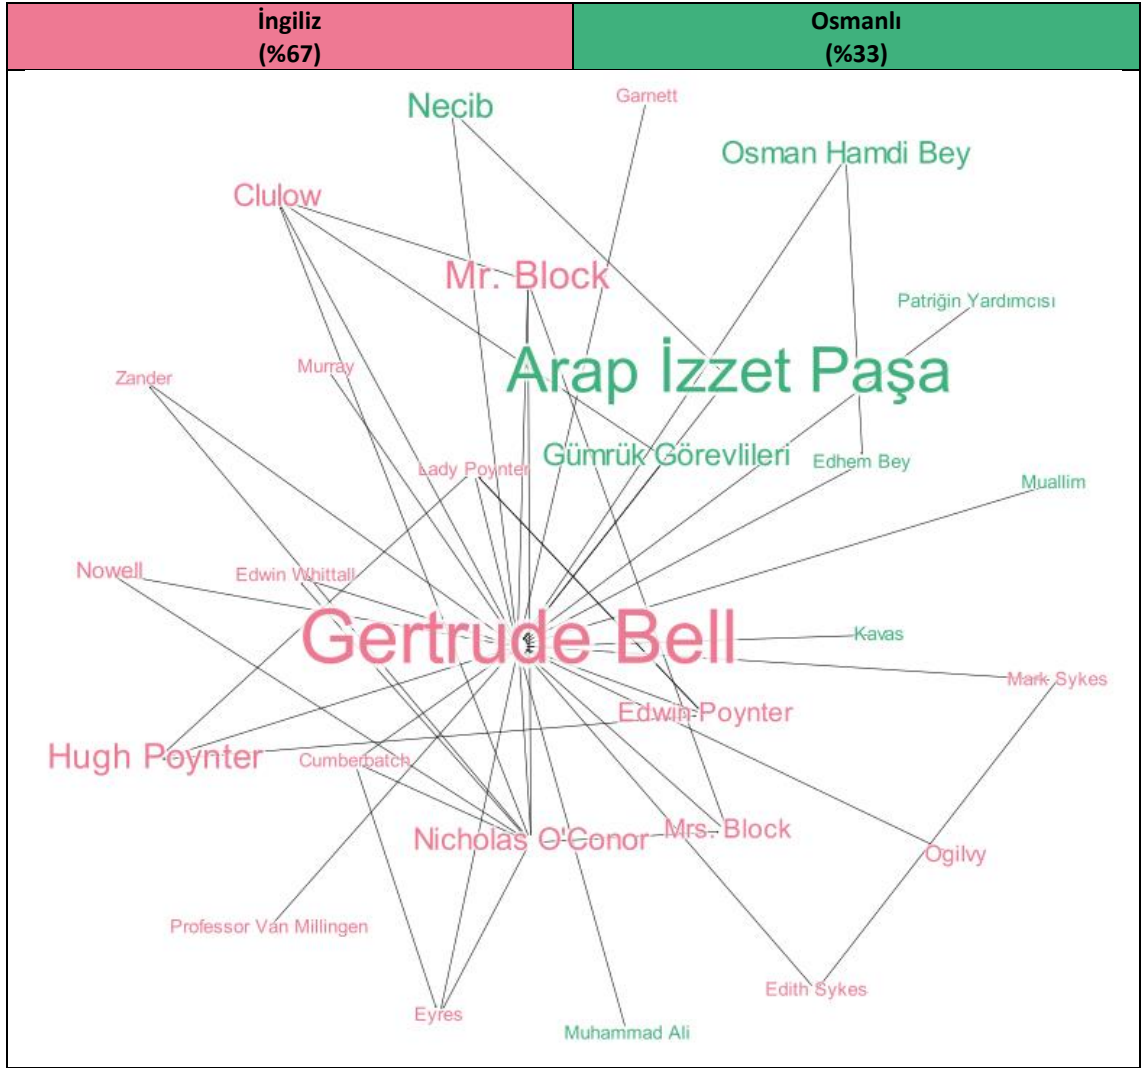 İngiliz
(%67)
Osmanlı
(%33)
Necib
Garnett
Osman Hamdi Bey
Clulow
Mr. Block
Patriğin Yardımcısı
Arap İzzet Paşa
Murray
Zander
Gümrük Görevlileri
Edhem Bey
Lady Poynter
Muallim
Nowell
Edwin Whittall
Gertrude Bell
Kavas
Mark Sykes
Edwin Poynter
Hugh Poynter
Cumberbatch
Nicholas O'Conor
Mrs. Block
Ogilvy
Professor Van Millingen
Edith Sykes
Eyres
Muhammad Ali